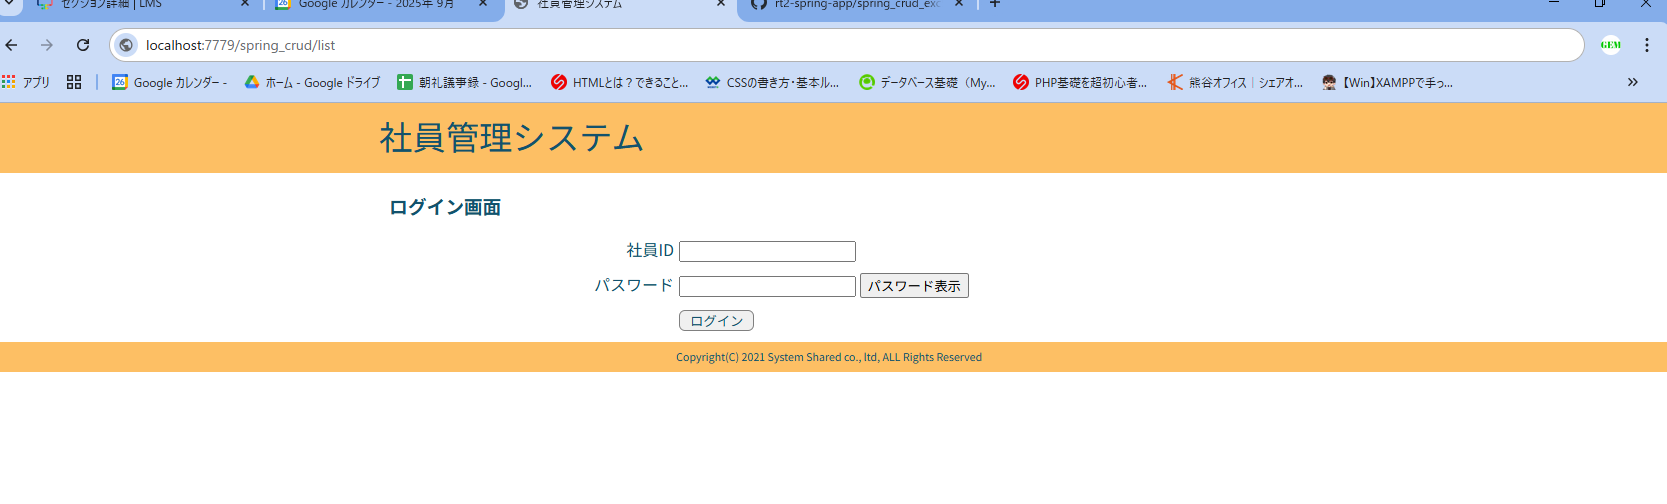 セクション詳細 | LMS
Google カレンダー - 2025年 9月
社員管理システム
rt2-spring-app/spring_crud_exc
localhost:7779/spring_crud/list
GEM
アプリ
26 Google カレンダー -
ホーム - Google ドライブ
朝礼議事録 - Googl...
HTMLとは？できること...
CSSの書き方・基本ル...
データベース基礎（My...
PHP基礎を超初心者...
熊谷オフィス｜シェアオ...
【Win】XAMPPで手っ...
社員管理システム
ログイン画面
社員ID
パスワード パスワード表示
ログイン
Copyright(C) 2021 System Shared co., ltd, ALL Rights Reserved